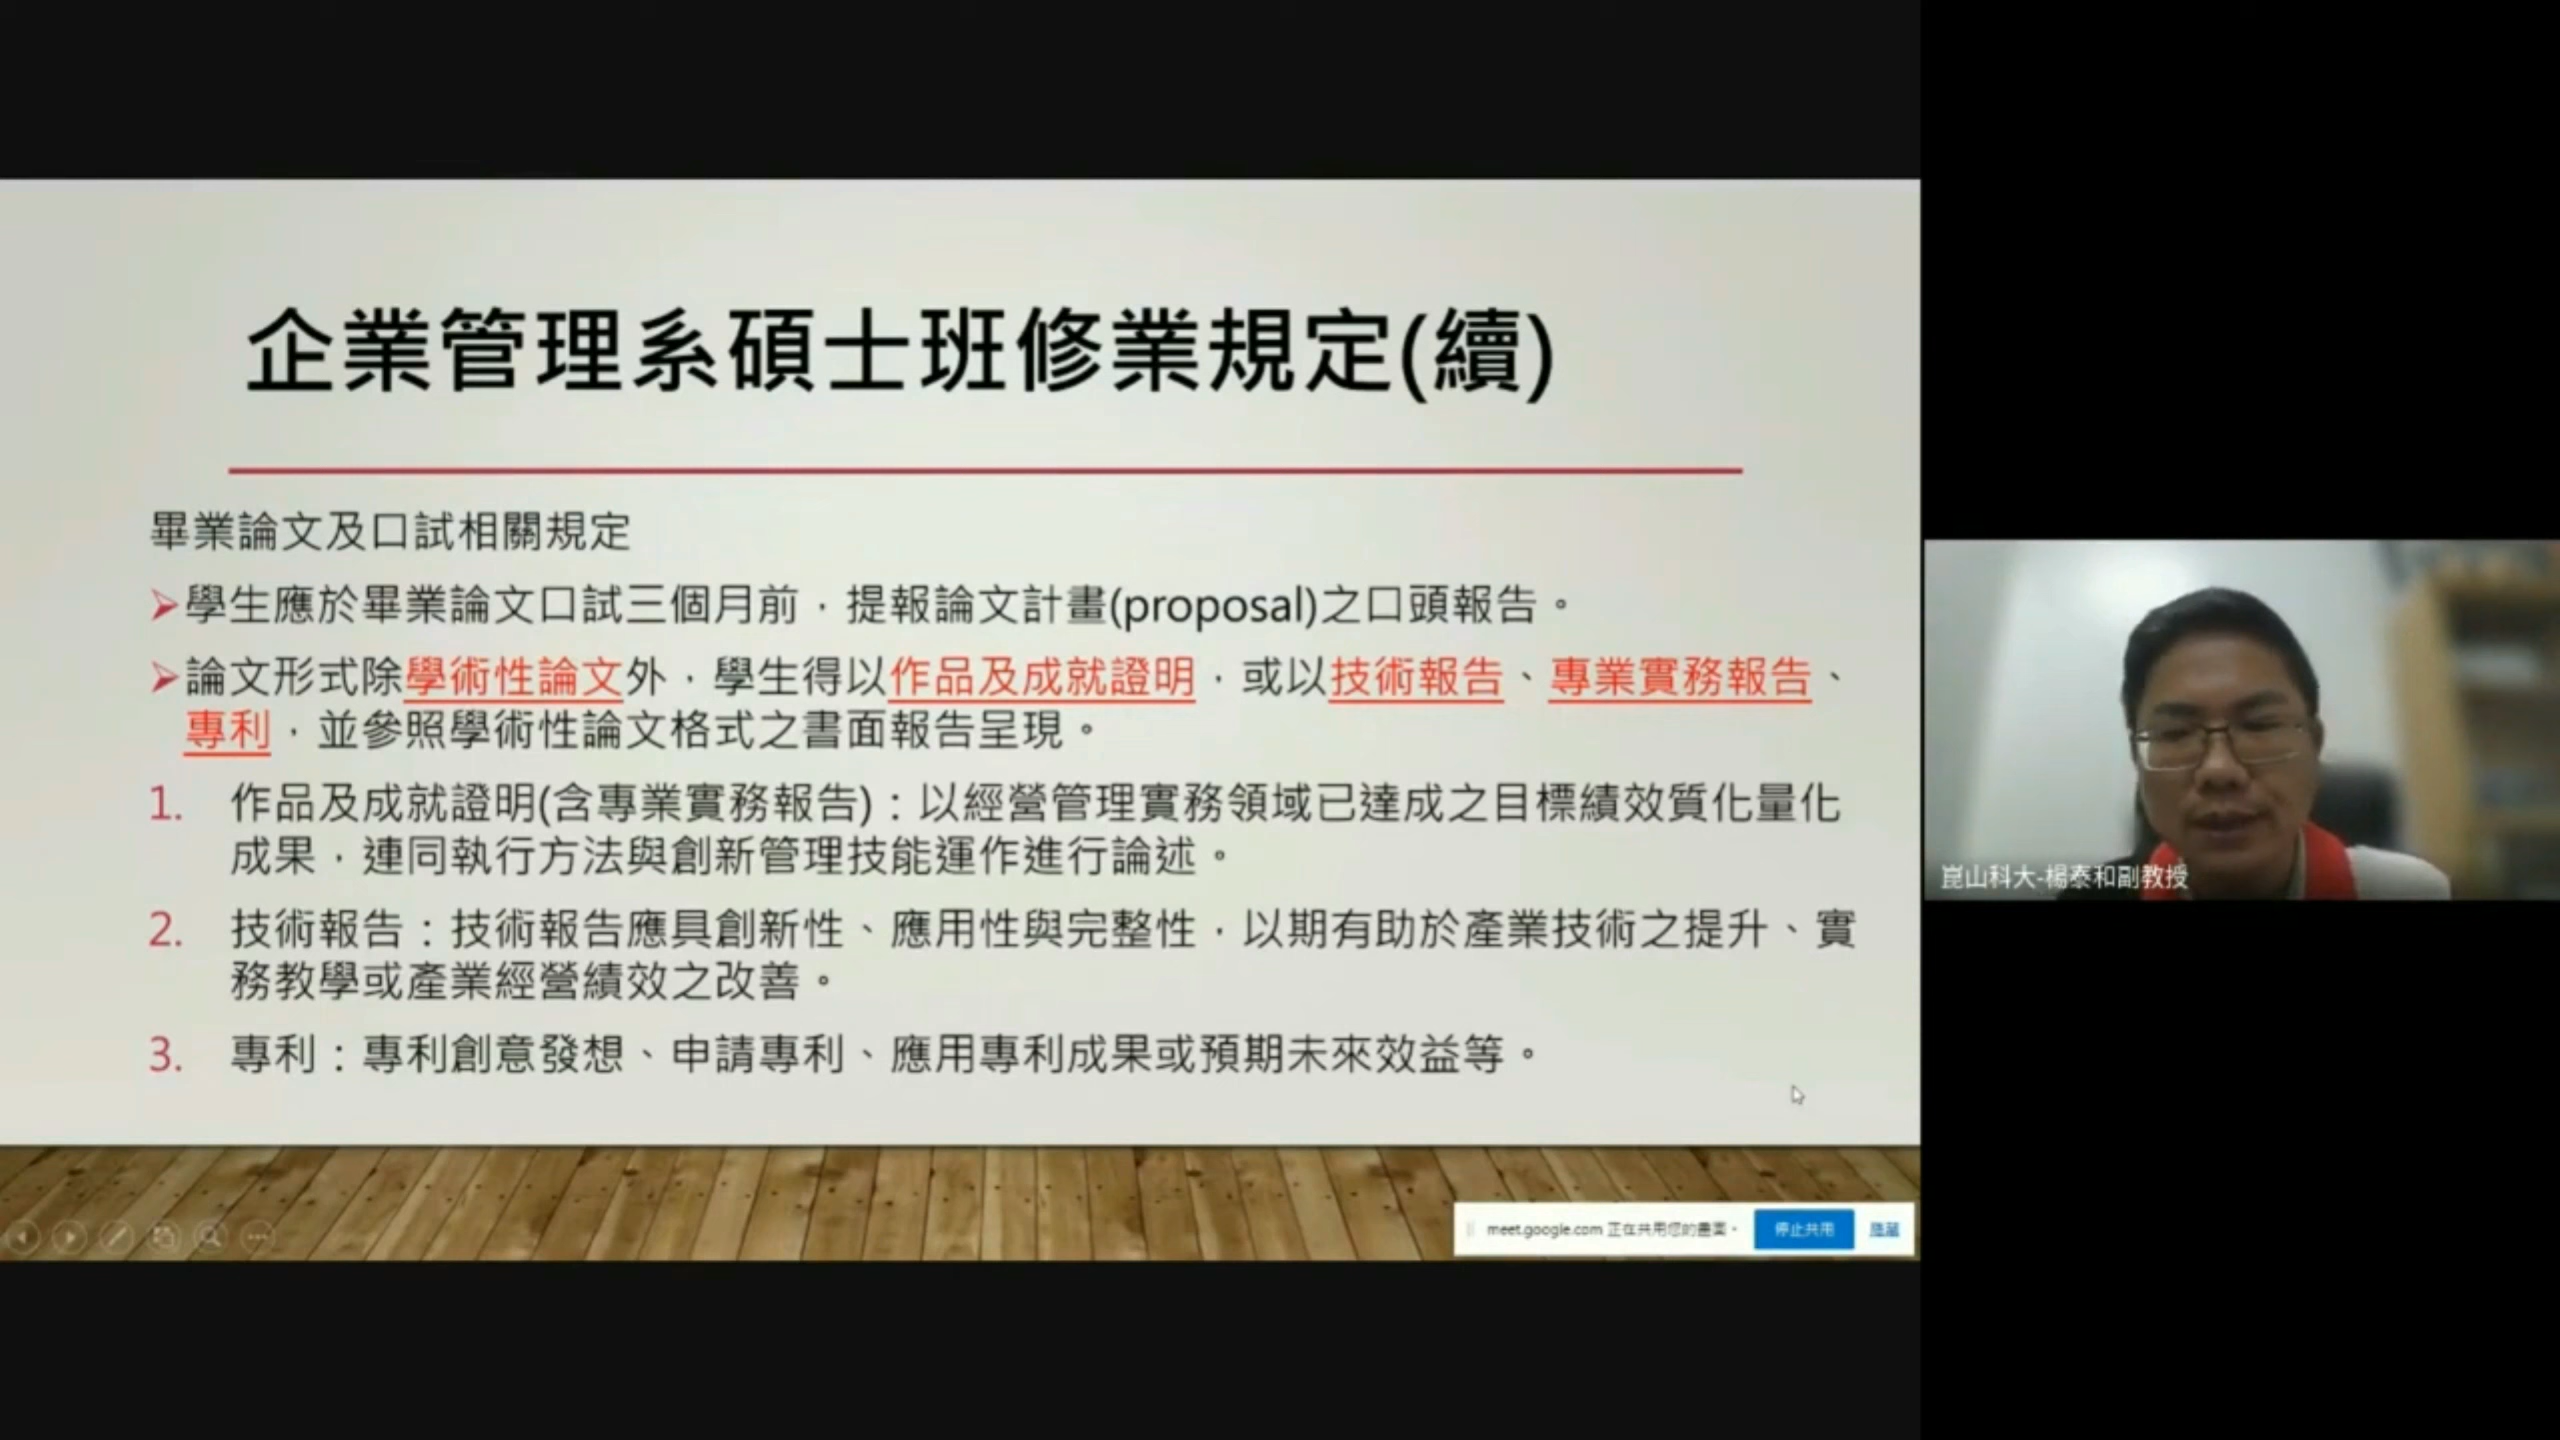 企業管理系碩士班修業規定(續)
畢業論文及口試相關規定
➢學生應於畢業論文口試三個月前，提報論文計畫(proposal)之口頭報告。
➢論文形式除學術性論文外，學生得以作品及成就證明，或以技術報告、專業實務報告、
專利，並參照學術性論文格式之書面報告呈現。
1. 作品及成就證明(含專業實務報告)：以經營管理實務領域已達成之目標績效質化量化
成果，連同執行方法與創新管理技能運作進行論述。
2. 技術報告：技術報告應具創新性、應用性與完整性，以期有助於產業技術之提升、實
務教學或產業經營績效之改善。
3. 專利：專利創意發想、申請專利、應用專利成果或預期未來效益等。
meet.google.com 正在共用您的畫面。 停止共用 隱藏
崑山科大-楊泰和副教授